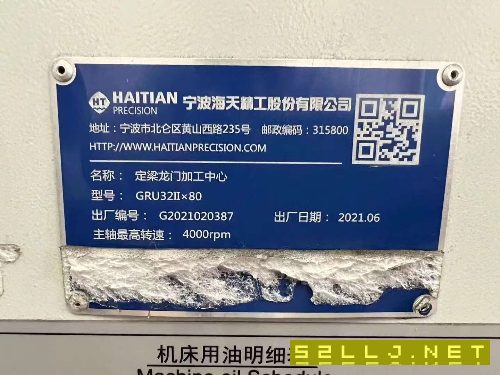 HT HAITIAN PRECISION 宁波海天精工股份有限公司
地址：宁波市北仑区黄山西路235号 邮政编码：315800
HTTP://WWW.HAITIANPRECISION.COM
名称： 定梁龙门加工中心
型号： GRU32II×80
出厂编号： G2021020387 出厂日期： 2021.06
主轴最高转速： 4000rpm
机床用油明细
Machine oil Schedule
52LLJ.NET